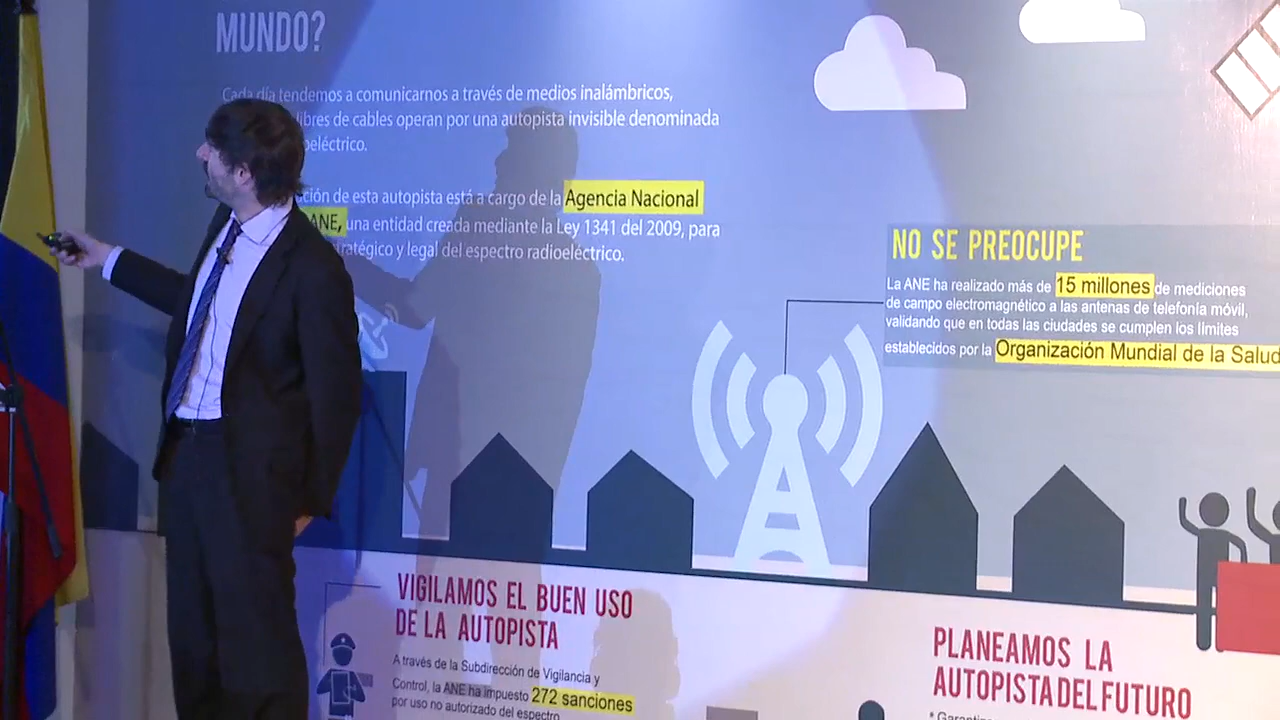 MUNDO?
Cada día tendemos a comunicarnos a través de medios inalámbricos,
libres de cables operan por una autopista invisible denominada
ción de esta autopista está a cargo de la Agencia Nacional
ANE, una entidad creada mediante la Ley 1341 del 2009, para
y legal del espectro radioeléctrico.
NO SE PREOCUPE
La ANE ha realizado más de 15 millones de mediciones
de campo electromagnético a las antenas de telefonía móvil,
validando que en todas las ciudades se cumplen los límites
establecidos por la Organización Mundial de la Salud
VIGILAMOS EL BUEN USO
DE LA AUTOPISTA
A través de la Subdirección de Vigilancia y
Control, la ANE ha impuesto 272 sanciones
por uso no autorizado del espectro
PLANEAMOS LA
AUTOPISTA DEL FUTURO